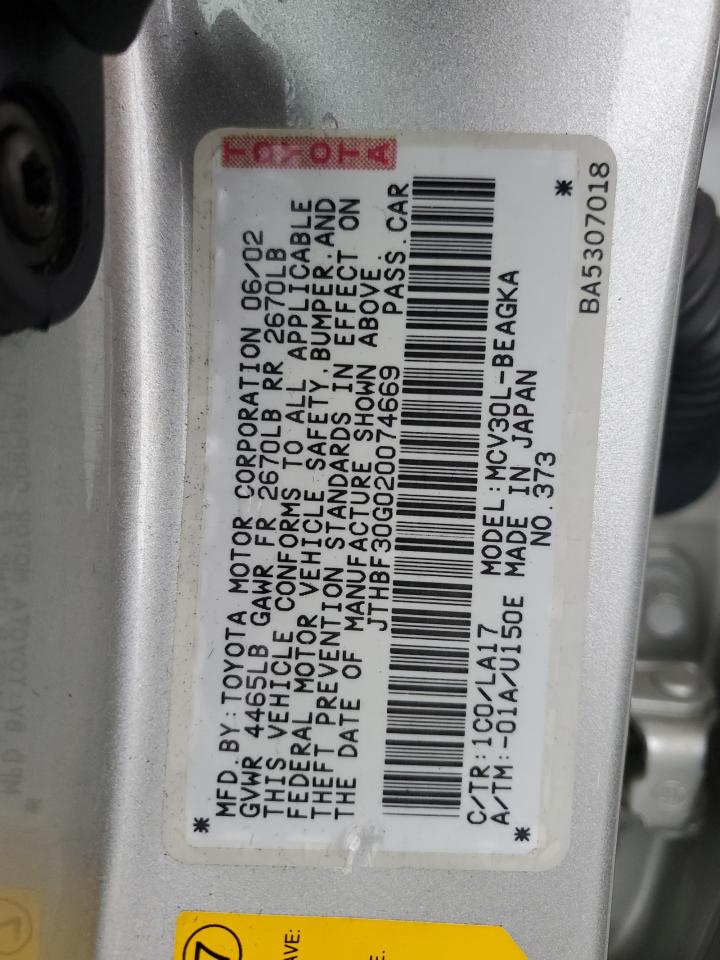 TOYOTA
MFD.BY:TOYOTA MOTOR CORPORATION 06/02
GVWR 4465LB GAWR FR 2670LB RR 2670LB
THIS VEHICLE CONFORMS TO ALL APPLICABLE
FEDERAL MOTOR VEHICLE SAFETY,BUMPER,AND
THEFT PREVENTION STANDARDS IN EFFECT ON
THE DATE OF MANUFACTURE SHOWN ABOVE.
JTHBF30G020074669 PASS.CAR
C/TR:1C0/LA17 MODEL:MCV30L-BEAGKA
A/TM:-01A/U150E MADE IN JAPAN
* NO.373 *
BA5307018
7
AVE: